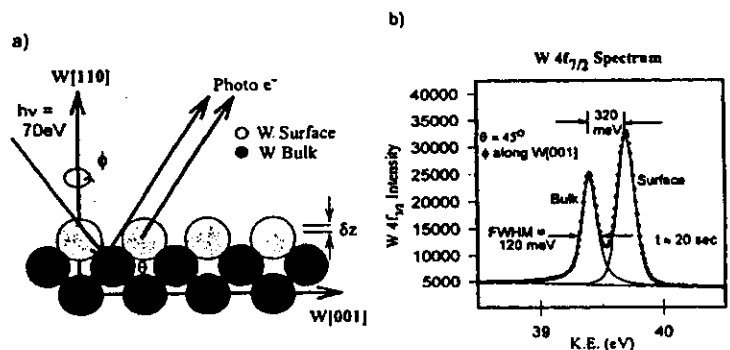 a)
W[110]
Photo e⁻
hν =
70eV
W. Surface
W Bulk
ϕ
δz
θ
W[001]
b)
W 4f7/2 Spectrum
40000
35000
30000
25000
20000
15000
10000
5000
W 4f7/2 Intensity
320
meV
θ = 45°
ϕ along W[001]
Bulk
Surface
FWHM =
120 meV
t ≈ 20 sec
39
40
K.E. (eV)